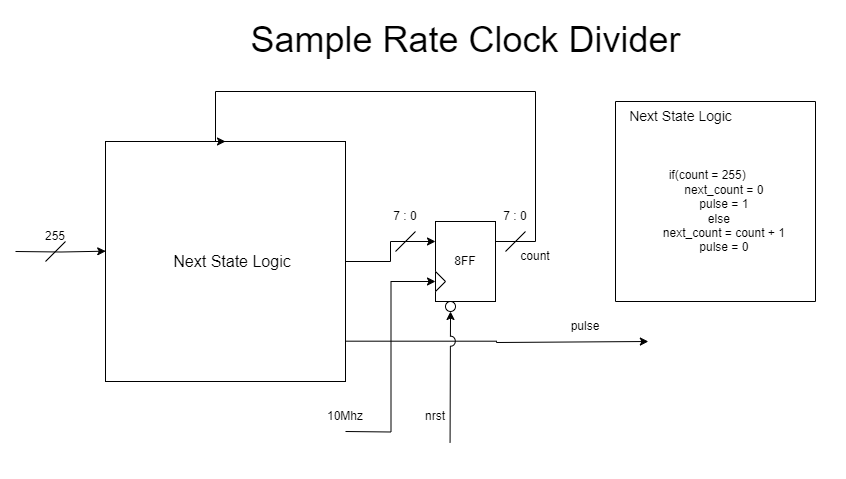 Sample Rate Clock Divider
Next State Logic
if(count = 255)
next_count = 0
pulse = 1
else
next_count = count + 1
pulse = 0
255
Next State Logic
7 : 0
7 : 0
8FF
count
pulse
10Mhz
nrst